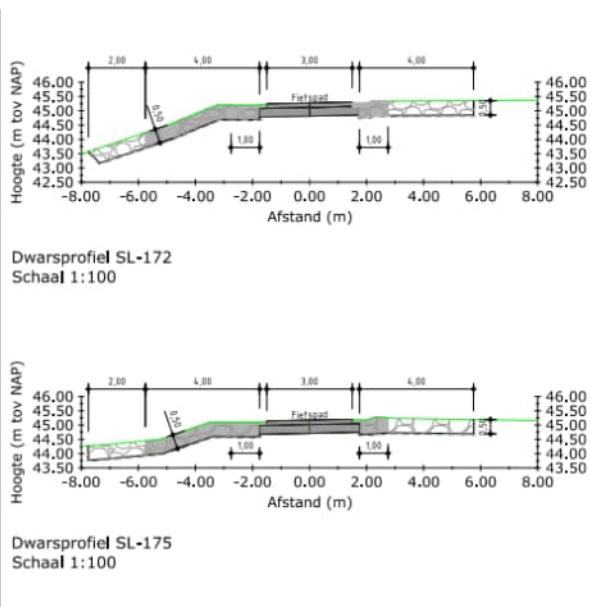 2,00 4,00 3,00 4,00
Hoogte (m tov NAP)
46.00 46.00
45.50 45.50
45.00 45.00
44.50 44.50
44.00 44.00
43.50 43.50
43.00 43.00
42.50 42.50
Fietspad
0,50 0,50
1,00 1,00
-8.00 -6.00 -4.00 -2.00 0.00 2.00 4.00 6.00 8.00
Afstand (m)
Dwarsprofiel SL-172
Schaal 1:100
2,00 4,00 3,00 4,00
Hoogte (m tov NAP)
46.00 46.00
45.50 45.50
45.00 45.00
44.50 44.50
44.00 44.00
43.50 43.50
Fietspad
0,50 0,50
1,00 1,00
-8.00 -6.00 -4.00 -2.00 0.00 2.00 4.00 6.00 8.00
Afstand (m)
Dwarsprofiel SL-175
Schaal 1:100